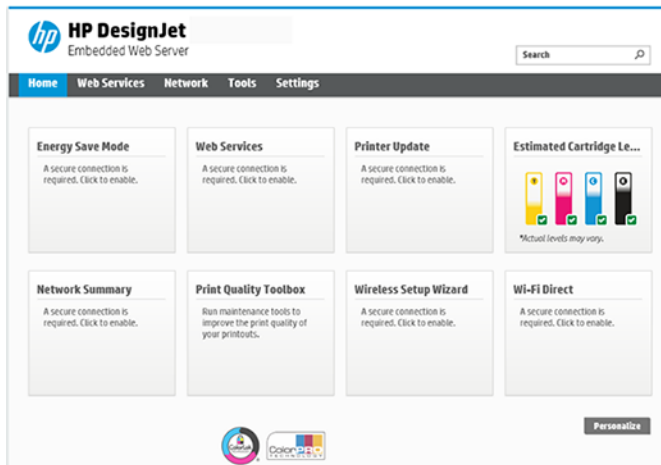 hp
HP DesignJet
Embedded Web Server
Search
Home Web Services Network Tools Settings
Energy Save Mode
A secure connection is
required. Click to enable.
Web Services
A secure connection is
required. Click to enable.
Printer Update
A secure connection is
required. Click to enable.
Estimated Cartridge Le...
Y M C K
*Actual levels may vary.
Network Summary
A secure connection is
required. Click to enable.
Print Quality Toolbox
Run maintenance tools to
improve the print quality of
your printouts.
Wireless Setup Wizard
A secure connection is
required. Click to enable.
Wi-Fi Direct
A secure connection is
required. Click to enable.
Personalize
ColorLok
ColorPRO
TECHNOLOGY